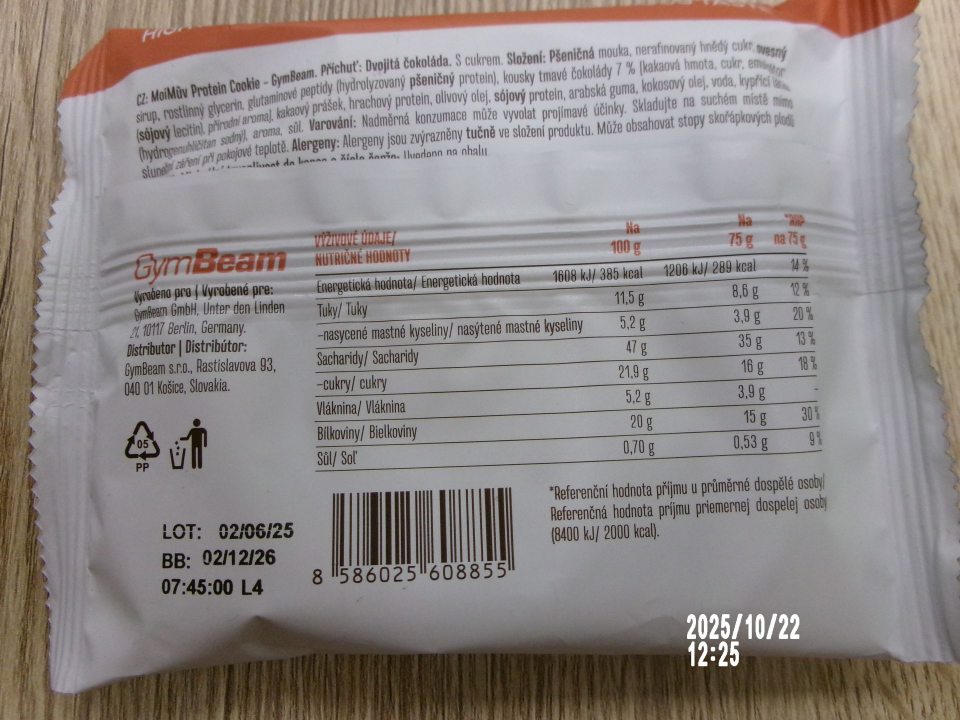 CZ: MoiMüv Protein Cookie - GymBeam. Příchuť: Dvojitá čokoláda. S cukrem. Složení: Pšeničná mouka, nerafinovaný hnědý cukr, ovesný
sirup, rostlinný glycerin, glutaminové peptidy (hydrolyzovaný pšeničný protein), kousky tmavé čokolády 7 % (kakaová hmota, cukr, emulgátor
(sójový lecitin), přírodní aroma), kakaový prášek, hrachový protein, olivový olej, sójový protein, arabská guma, kokosový olej, voda, kypřicí
(hydrogenuhličitan sodný), aroma, sůl. Varování: Nadměrná konzumace může vyvolat projímavé účinky. Skladujte na suchém místě mimo
sluneční záření při pokojové teplotě. Alergeny: Alergeny jsou zvýrazněny tučně ve složení produktu. Může obsahovat stopy skořápkových plodů
GymBeam
Vyrobeno pro | Vyrobené pre:
GymBeam GmbH, Unter den Linden
21, 10117 Berlin, Germany.
Distributor | Distribútor:
GymBeam s.r.o., Rastislavova 93,
040 01 Košice, Slovakia.
05
PP
VÝŽIVOVÉ ÚDAJE/ NUTRIČNÉ HODNOTY Na 100 g Na 75 g *RHP na 75 g
Energetická hodnota/ Energetická hodnota 1608 kJ/ 385 kcal 1206 kJ/ 289 kcal 14 %
Tuky/ Tuky 11,5 g 8,6 g 12 %
-nasycené mastné kyseliny/ nasýtené mastné kyseliny 5,2 g 3,9 g 20 %
Sacharidy/ Sacharidy 47 g 35 g 13 %
-cukry/ cukry 21,9 g 16 g 18 %
Vláknina/ Vláknina 5,2 g 3,9 g -
Bílkoviny/ Bielkoviny 20 g 15 g 30 %
Sůl/ Soľ 0,70 g 0,53 g 9 %
*Referenční hodnota příjmu u průměrné dospělé osoby/
Referenčná hodnota príjmu priemernej dospelej osoby
(8400 kJ/ 2000 kcal).
LOT: 02/06/25
BB: 02/12/26
07:45:00 L4
8 586025 608855
2025/10/22
12:25